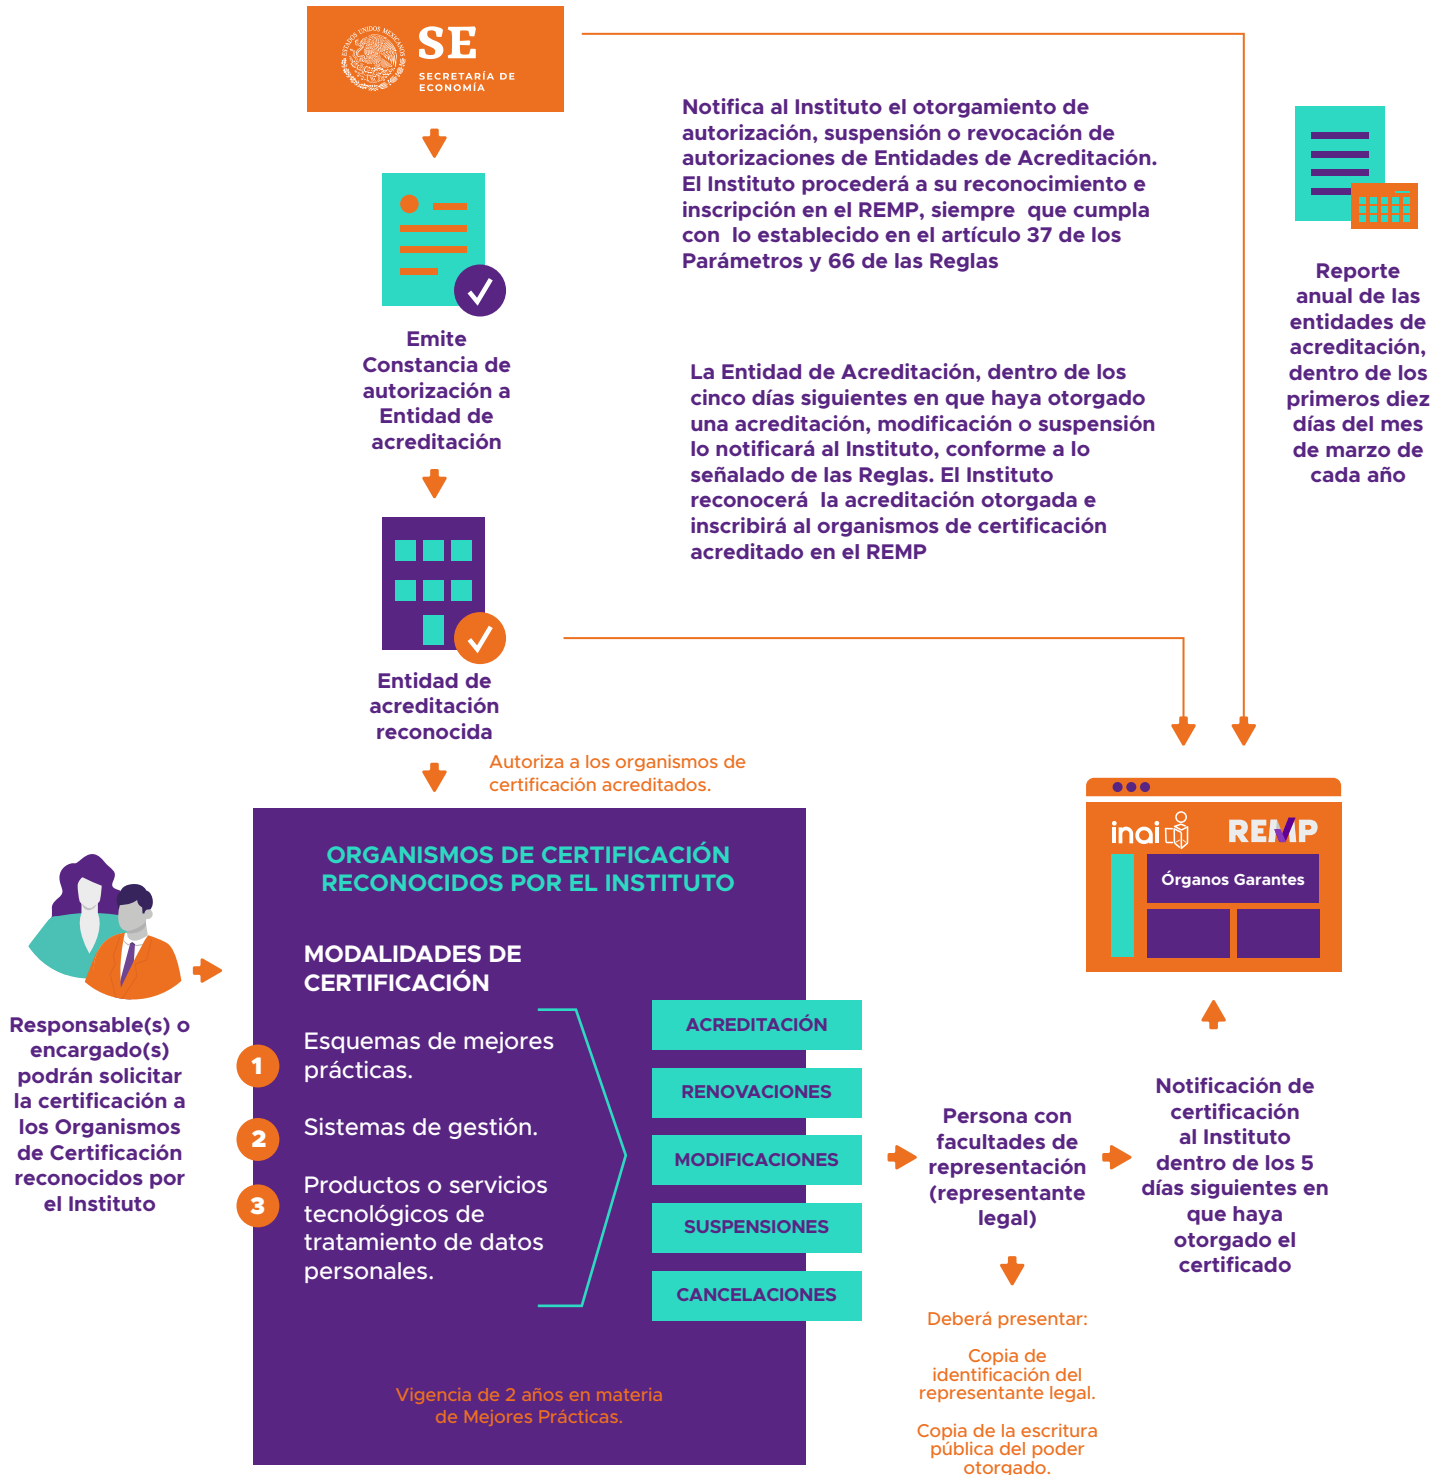 ESTADOS UNIDOS MEXICANOS
SE
SECRETARÍA DE
ECONOMÍA
Notifica al Instituto el otorgamiento de
autorización, suspensión o revocación de
autorizaciones de Entidades de Acreditación.
El Instituto procederá a su reconocimiento e
inscripción en el REMP, siempre que cumpla
con lo establecido en el artículo 37 de los
Parámetros y 66 de las Reglas
Reporte
anual de las
entidades de
acreditación,
dentro de los
primeros diez
días del mes
de marzo de
cada año
Emite
Constancia de
autorización a
Entidad de
acreditación
La Entidad de Acreditación, dentro de los
cinco días siguientes en que haya otorgado
una acreditación, modificación o suspensión
lo notificará al Instituto, conforme a lo
señalado de las Reglas. El Instituto
reconocerá la acreditación otorgada e
inscribirá al organismos de certificación
acreditado en el REMP
Entidad de
acreditación
reconocida
Autoriza a los organismos de
certificación acreditados.
inai
REMP
Órganos Garantes
Responsable(s) o
encargado(s)
podrán solicitar
la certificación a
los Organismos
de Certificación
reconocidos por
el Instituto
ORGANISMOS DE CERTIFICACIÓN
RECONOCIDOS POR EL INSTITUTO
MODALIDADES DE
CERTIFICACIÓN
1
Esquemas de mejores
prácticas.
2
Sistemas de gestión.
3
Productos o servicios
tecnológicos de
tratamiento de datos
personales.
ACREDITACIÓN
RENOVACIONES
MODIFICACIONES
SUSPENSIONES
CANCELACIONES
Vigencia de 2 años en materia
de Mejores Prácticas.
Persona con
facultades de
representación
(representante
legal)
Deberá presentar:
Copia de
identificación del
representante legal.
Copia de la escritura
pública del poder
otorgado.
Notificación de
certificación
al Instituto
dentro de los 5
días siguientes en
que haya
otorgado el
certificado